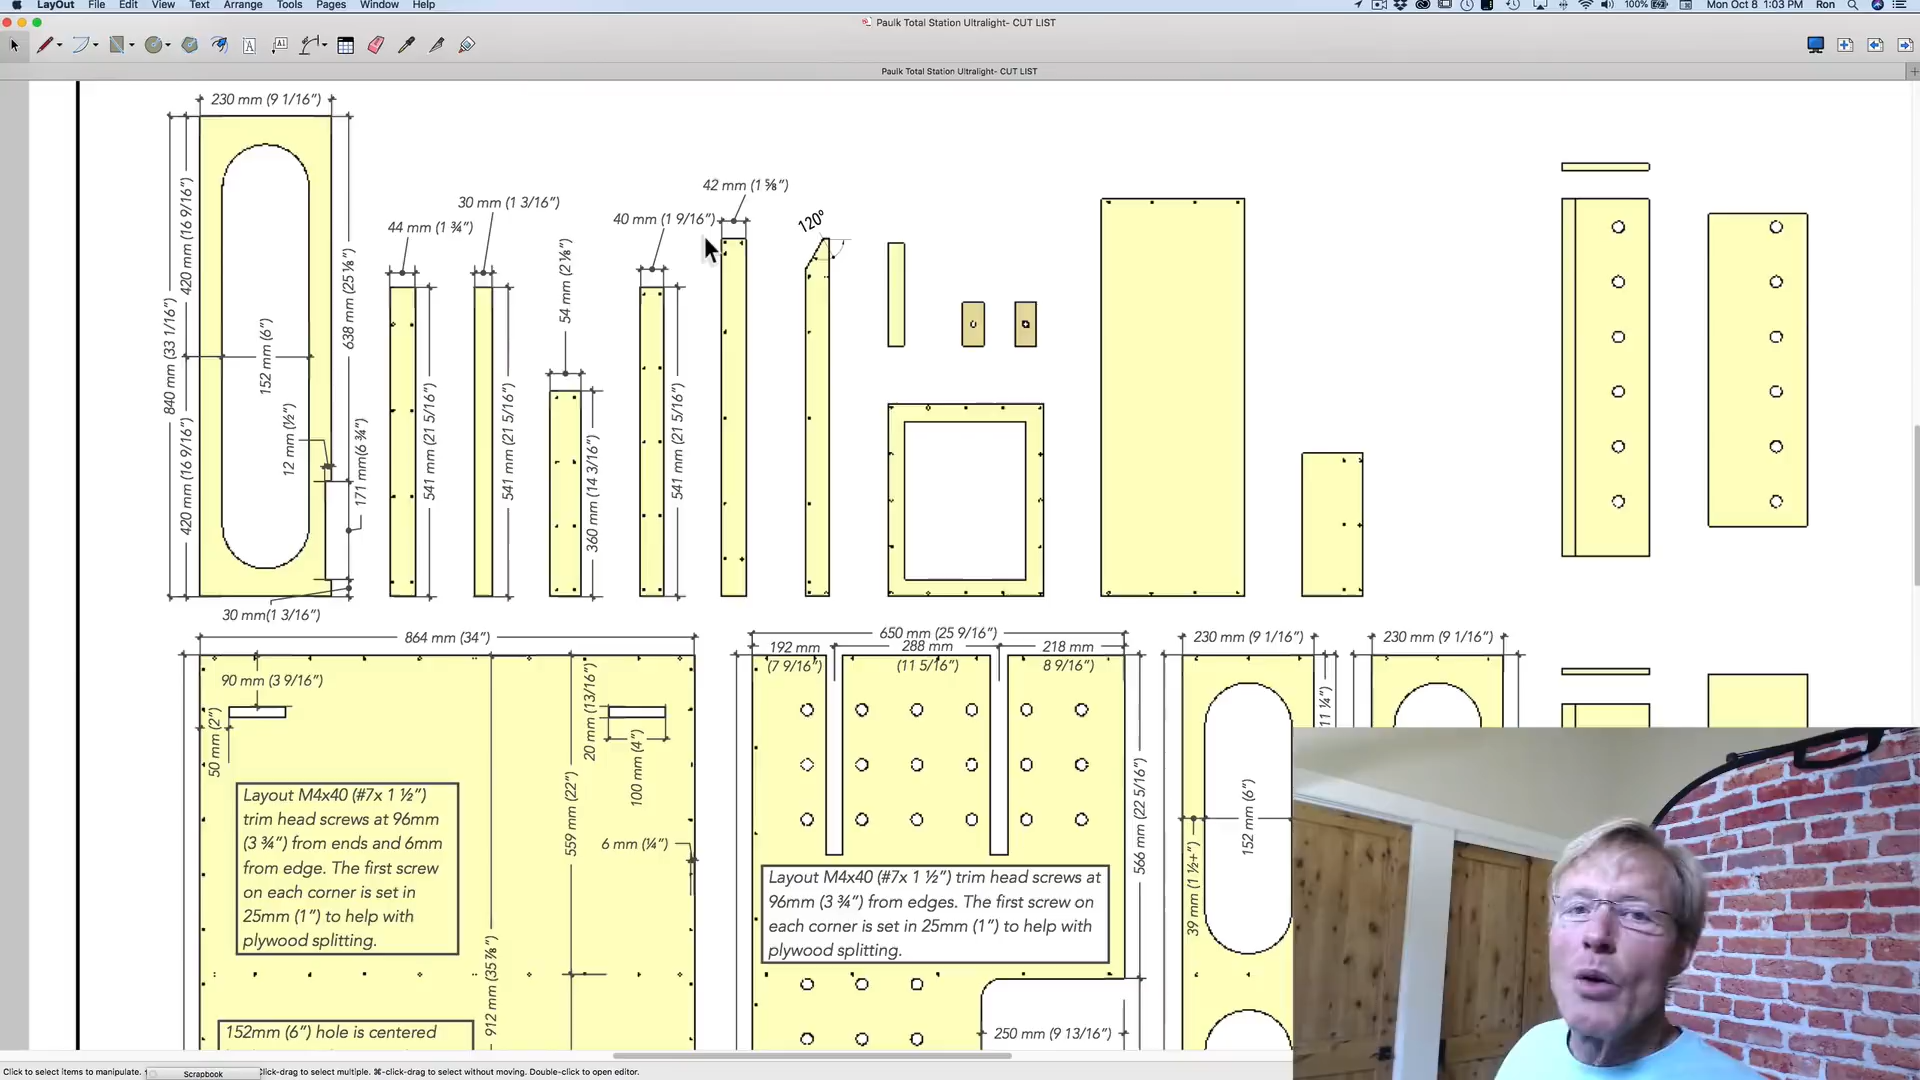 LayOut File Edit View Text Arrange Tools Pages Window Help
100% Mon Oct 8 1:03 PM Ron
Paulk Total Station Ultralight- CUT LIST
Paulk Total Station Ultralight- CUT LIST
230 mm (9 1/16")
840 mm (33 1/16")
420 mm (16 9/16")
420 mm (16 9/16")
152 mm (6")
12 mm (½")
638 mm (25 ⅛")
171 mm(6 ¾")
30 mm(1 3/16")
44 mm (1 ¾")
541 mm (21 5/16")
30 mm (1 3/16")
541 mm (21 5/16")
54 mm (2 ⅛")
360 mm (14 3/16")
40 mm (1 9/16")
541 mm (21 5/16")
42 mm (1 ⅝")
120º
864 mm (34")
90 mm (3 9/16")
50 mm (2")
20 mm (13/16")
100 mm (4")
559 mm (22")
6 mm (¼")
912 mm (35 ⅞")
Layout M4x40 (#7x 1 ½")
trim head screws at 96mm
(3 ¾") from ends and 6mm
from edge. The first screw
on each corner is set in
25mm (1") to help with
plywood splitting.
152mm (6") hole is centered
650 mm (25 9/16")
192 mm
(7 9/16")
288 mm
(11 5/16")
218 mm
8 9/16")
Layout M4x40 (#7x 1 ½") trim head screws at
96mm (3 ¾") from edges. The first screw on
each corner is set in 25mm (1") to help with
plywood splitting.
566 mm (22 5/16")
250 mm (9 13/16")
230 mm (9 1/16")
39 mm (1 ½+")
152 mm (6")
11 ¼")
230 mm (9 1/16")
Click to select items to manipulate.
Scrapbook
Click-drag to select multiple. ⌘-click-drag to select without moving. Double-click to open editor.